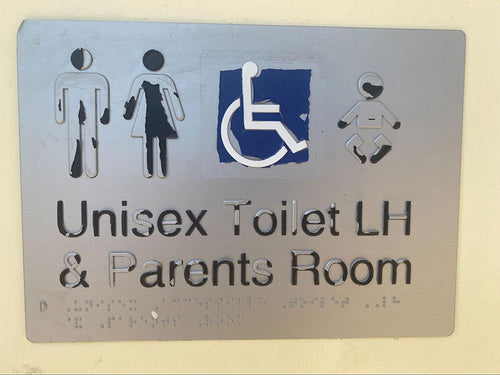 Unisex Toilet LH
& Parents Room